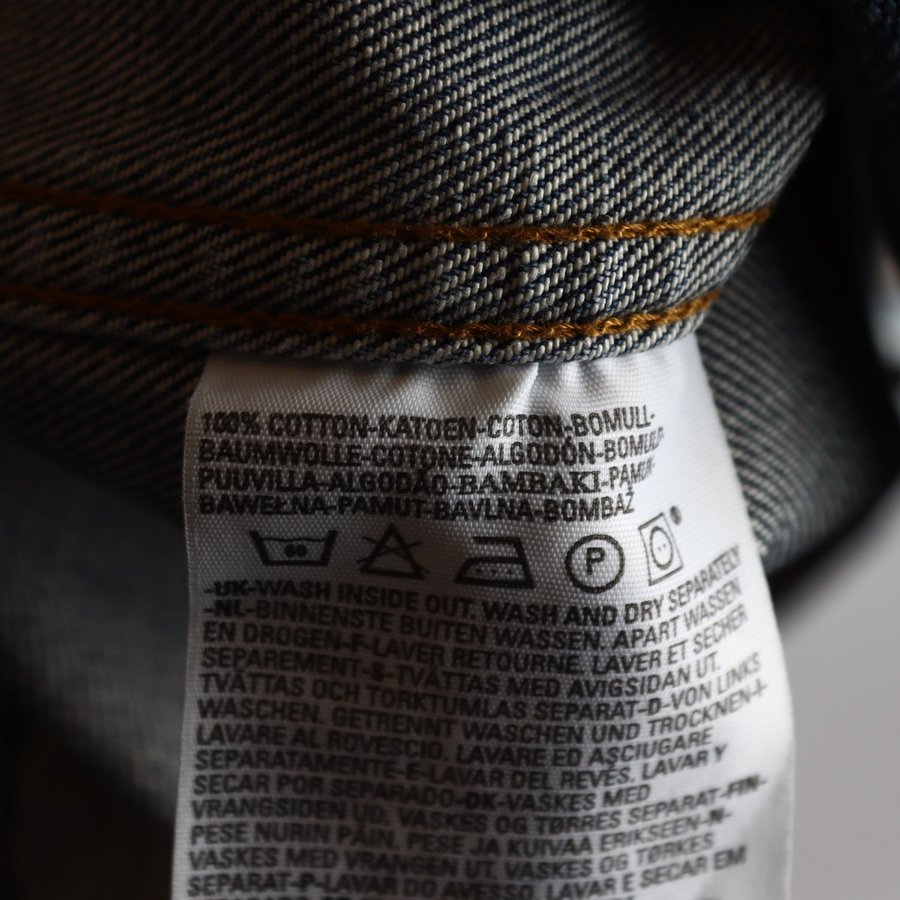 100% COTTON-KATOEN-COTON-BOMULL-
BAUMWOLLE-COTONE-ALGODÓN-BOMULD-
PUUVILLA-ALGODÃO-BAMBAKI-PAMUK-
BAWEŁNA-PAMUT-BAVLNA-BOMBAŽ
P
-UK-WASH INSIDE OUT. WASH AND DRY SEPARATELY
-NL-BINNENSTE BUITEN WASSEN. APART WASSEN
EN DROGEN-F-LAVER RETOURNE. LAVER ET SECHER
SEPAREMENT-S-TVÄTTAS MED AVIGSIDAN UT.
TVÄTTAS OCH TORKTUMLAS SEPARAT-D-VON LINKS
WASCHEN. GETRENNT WASCHEN UND TROCKNEN-I-
LAVARE AL ROVESCIO. LAVARE ED ASCIUGARE
SEPARATAMENTE-E-LAVAR DEL REVÉS. LAVAR Y
SECAR POR SEPARADO-DK-VASKES MED
VRANGSIDEN UD. VASKES OG TØRRES SEPARAT-FIN-
PESE NURIN PÄIN. PESE JA KUIVAA ERIKSEEN-N-
VASKES MED VRANGEN UT. VASKES OG TØRKES
SEPARAT-P-LAVAR DO AVESSO. LAVAR E SECAR EM